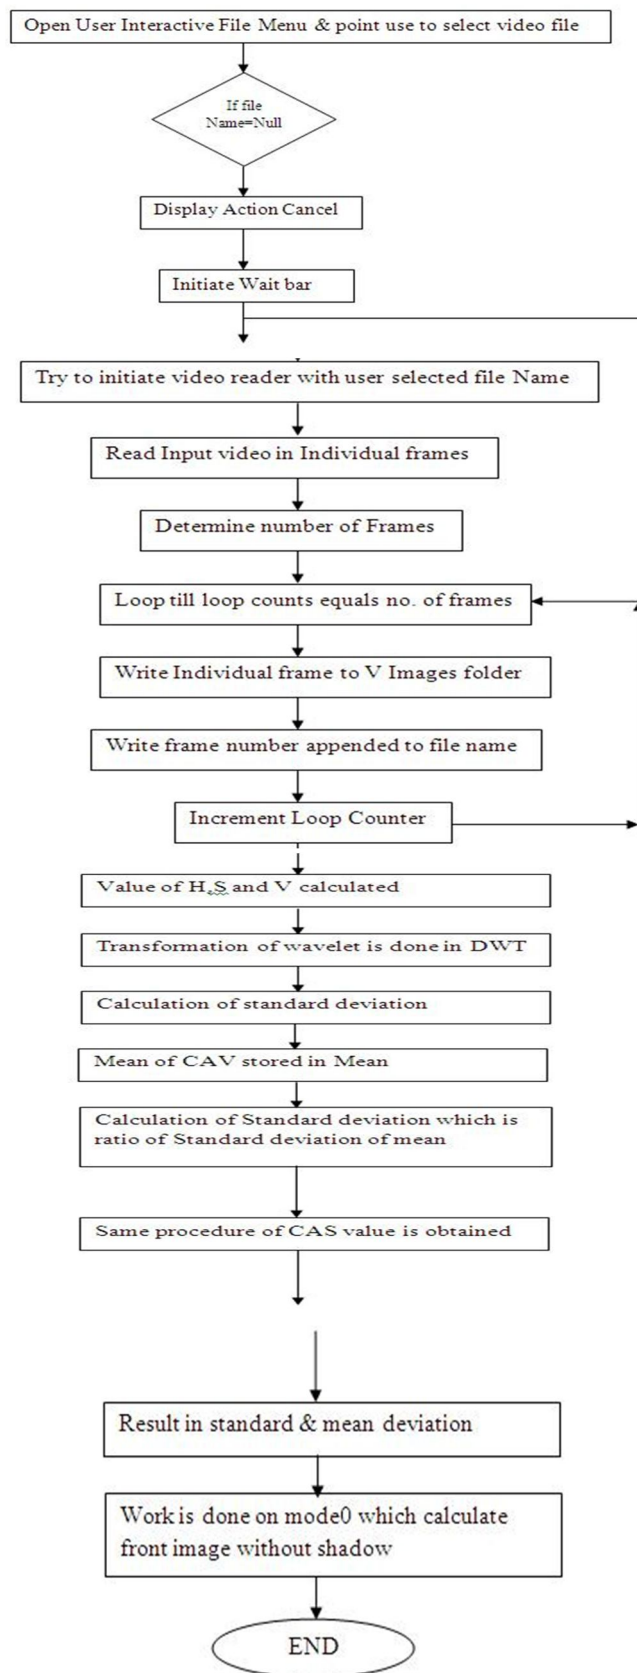 Open User Interactive File Menu & point use to select video file
If file
Name=Null
Display Action Cancel
Initiate Wait bar
Try to initiate video reader with user selected file Name
Read Input video in Individual frames
Determine number of Frames
Loop till loop counts equals no. of frames
Write Individual frame to V Images folder
Write frame number appended to file name
Increment Loop Counter
Value of H,S and V calculated
Transformation of wavelet is done in DWT
Calculation of standard deviation
Mean of CAV stored in Mean
Calculation of Standard deviation which is
ratio of Standard deviation of mean
Same procedure of CAS value is obtained
Result in standard & mean deviation
Work is done on mode0 which calculate
front image without shadow
END